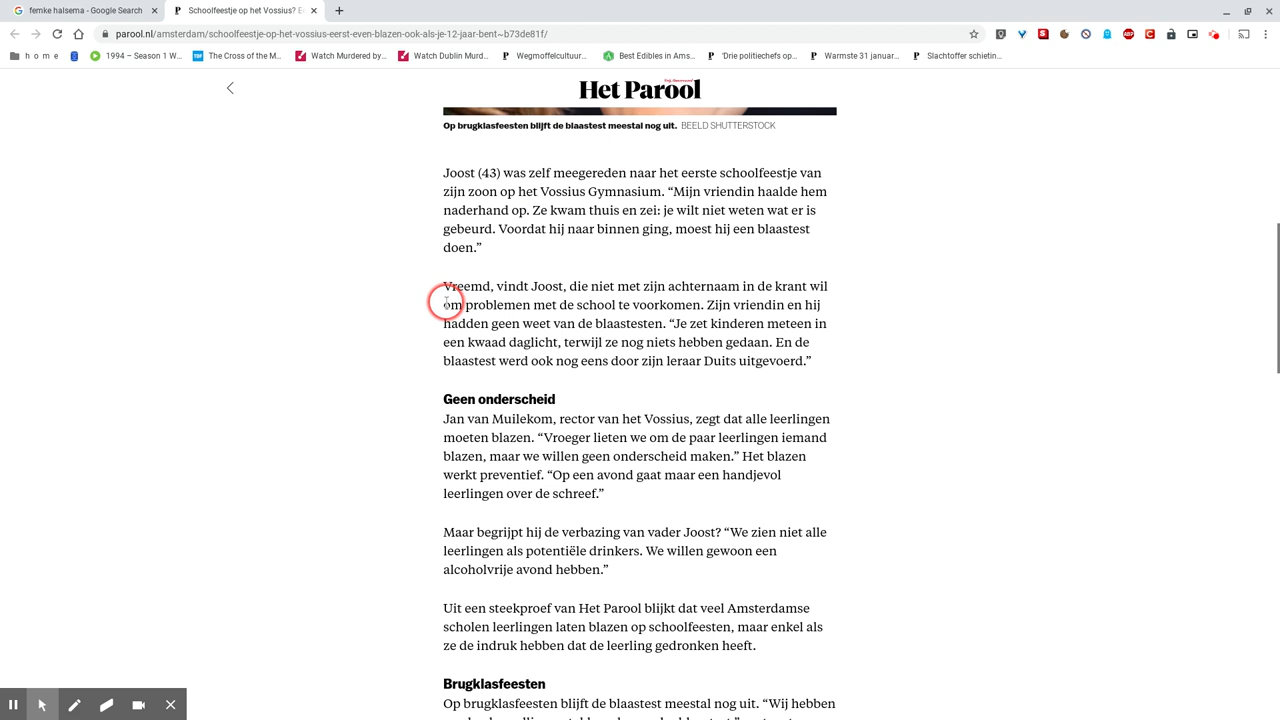 femke halsema - Google Search
Schoolfeestje op het Vossius? E
parool.nl/amsterdam/schoolfeestje-op-het-vossius-eerst-even-blazen-ook-als-je-12-jaar-bent~b73de81f/
h o m e
1994 – Season 1 W...
The Cross of the M...
Watch Murdered by...
Watch Dublin Murd...
Wegmoffelcultuur...
Best Edibles in Ams...
'Drie politiechefs op...
Warmste 31 januar...
Slachtoffer schietin...
Het Parool
Op brugklasfeesten blijft de blaastest meestal nog uit. BEELD SHUTTERSTOCK
Joost (43) was zelf meegereden naar het eerste schoolfeestje van
zijn zoon op het Vossius Gymnasium. “Mijn vriendin haalde hem
naderhand op. Ze kwam thuis en zei: je wilt niet weten wat er is
gebeurd. Voordat hij naar binnen ging, moest hij een blaastest
doen.”
Vreemd, vindt Joost, die niet met zijn achternaam in de krant wil
om problemen met de school te voorkomen. Zijn vriendin en hij
hadden geen weet van de blaastesten. “Je zet kinderen meteen in
een kwaad daglicht, terwijl ze nog niets hebben gedaan. En de
blaastest werd ook nog eens door zijn leraar Duits uitgevoerd.”
Geen onderscheid
Jan van Muilekom, rector van het Vossius, zegt dat alle leerlingen
moeten blazen. “Vroeger lieten we om de paar leerlingen iemand
blazen, maar we willen geen onderscheid maken.” Het blazen
werkt preventief. “Op een avond gaat maar een handjevol
leerlingen over de schreef.”
Maar begrijpt hij de verbazing van vader Joost? “We zien niet alle
leerlingen als potentiële drinkers. We willen gewoon een
alcoholvrije avond hebben.”
Uit een steekproef van Het Parool blijkt dat veel Amsterdamse
scholen leerlingen laten blazen op schoolfeesten, maar enkel als
ze de indruk hebben dat de leerling gedronken heeft.
Brugklasfeesten
Op brugklasfeesten blijft de blaastest meestal nog uit. “Wij hebben